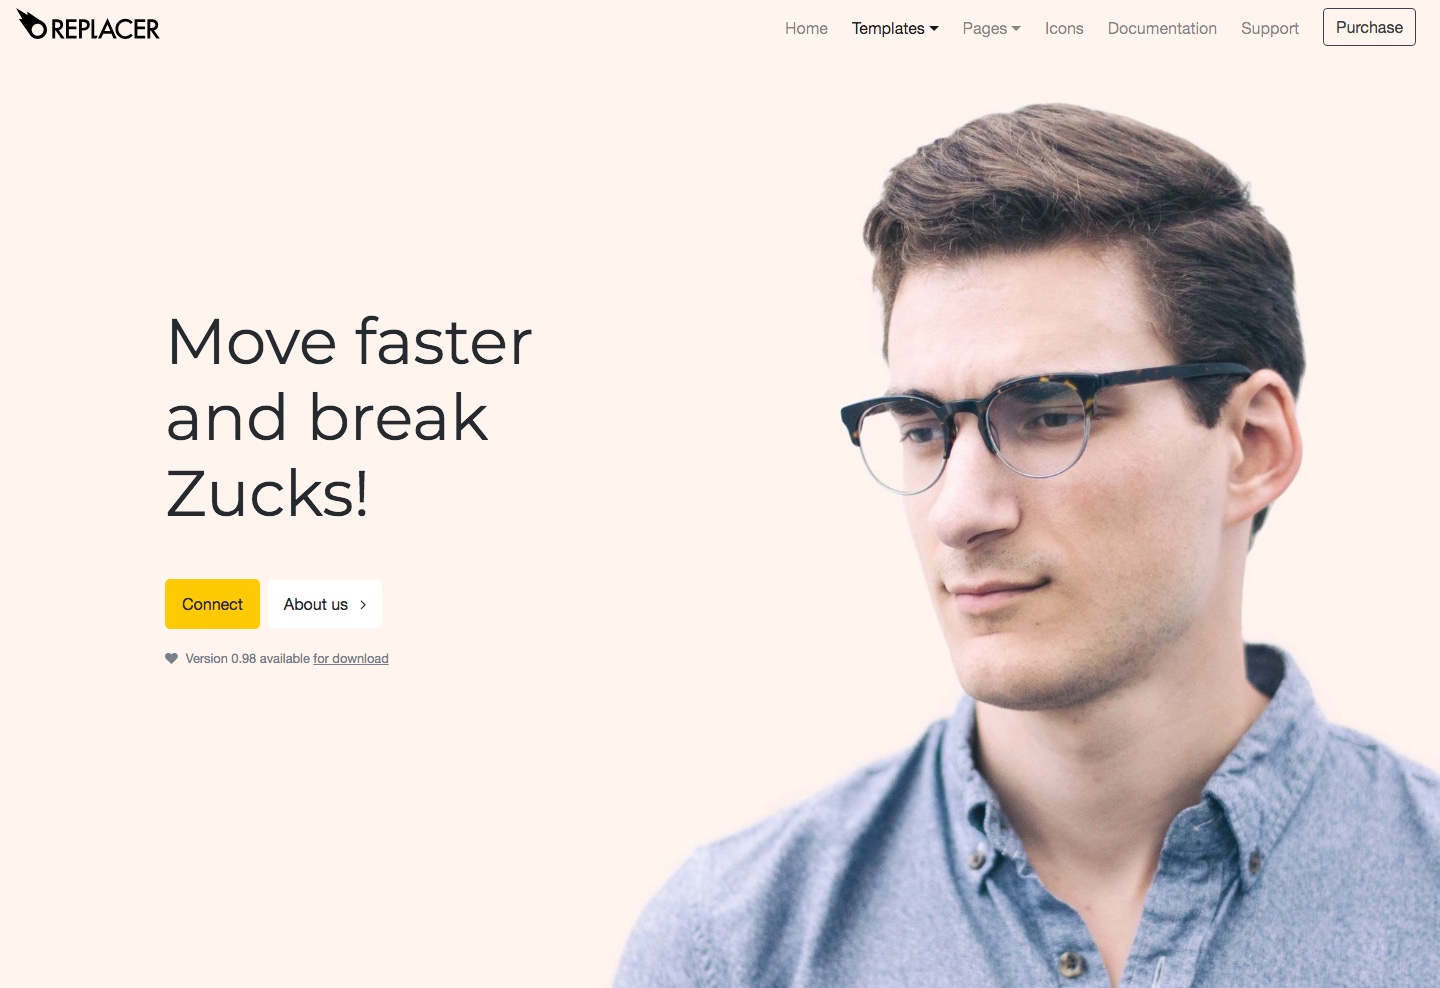 REPLACER
Home Templates Pages Icons Documentation Support Purchase
Move faster
and break
Zucks!
Connect About us
Version 0.98 available for download